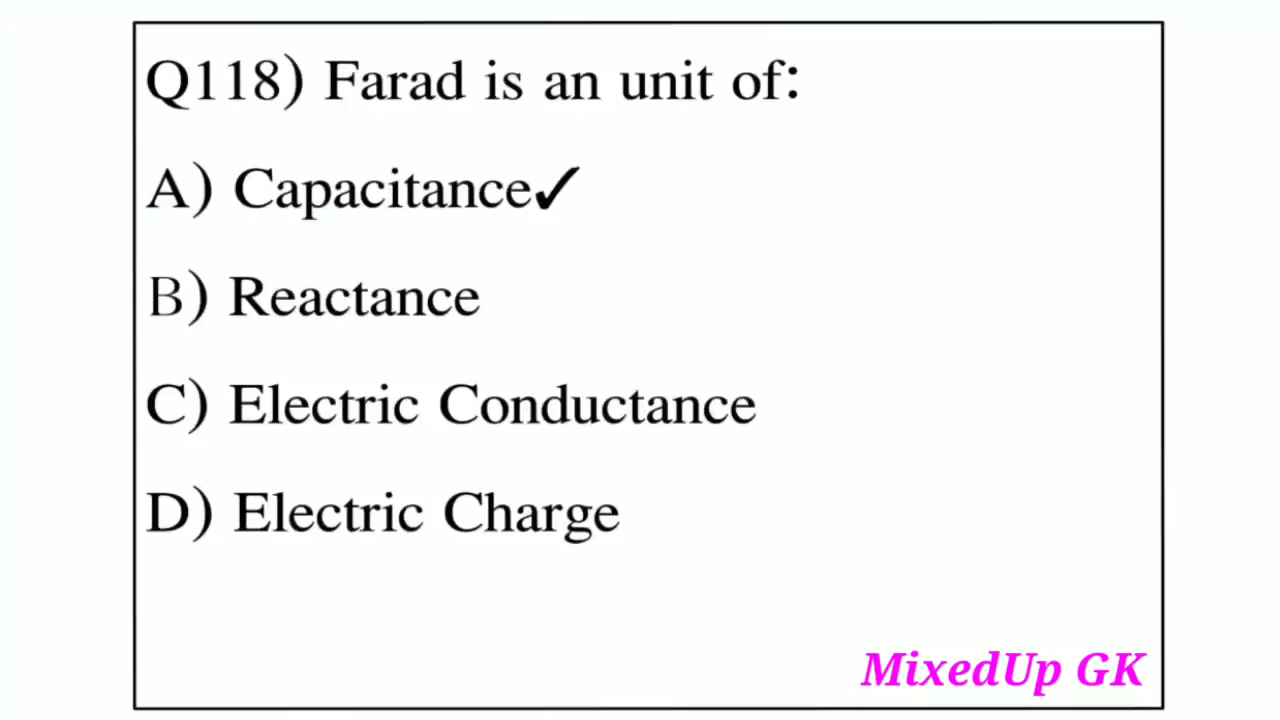 Q118) Farad is an unit of:
A) Capacitance✓
B) Reactance
C) Electric Conductance
D) Electric Charge
MixedUp GK